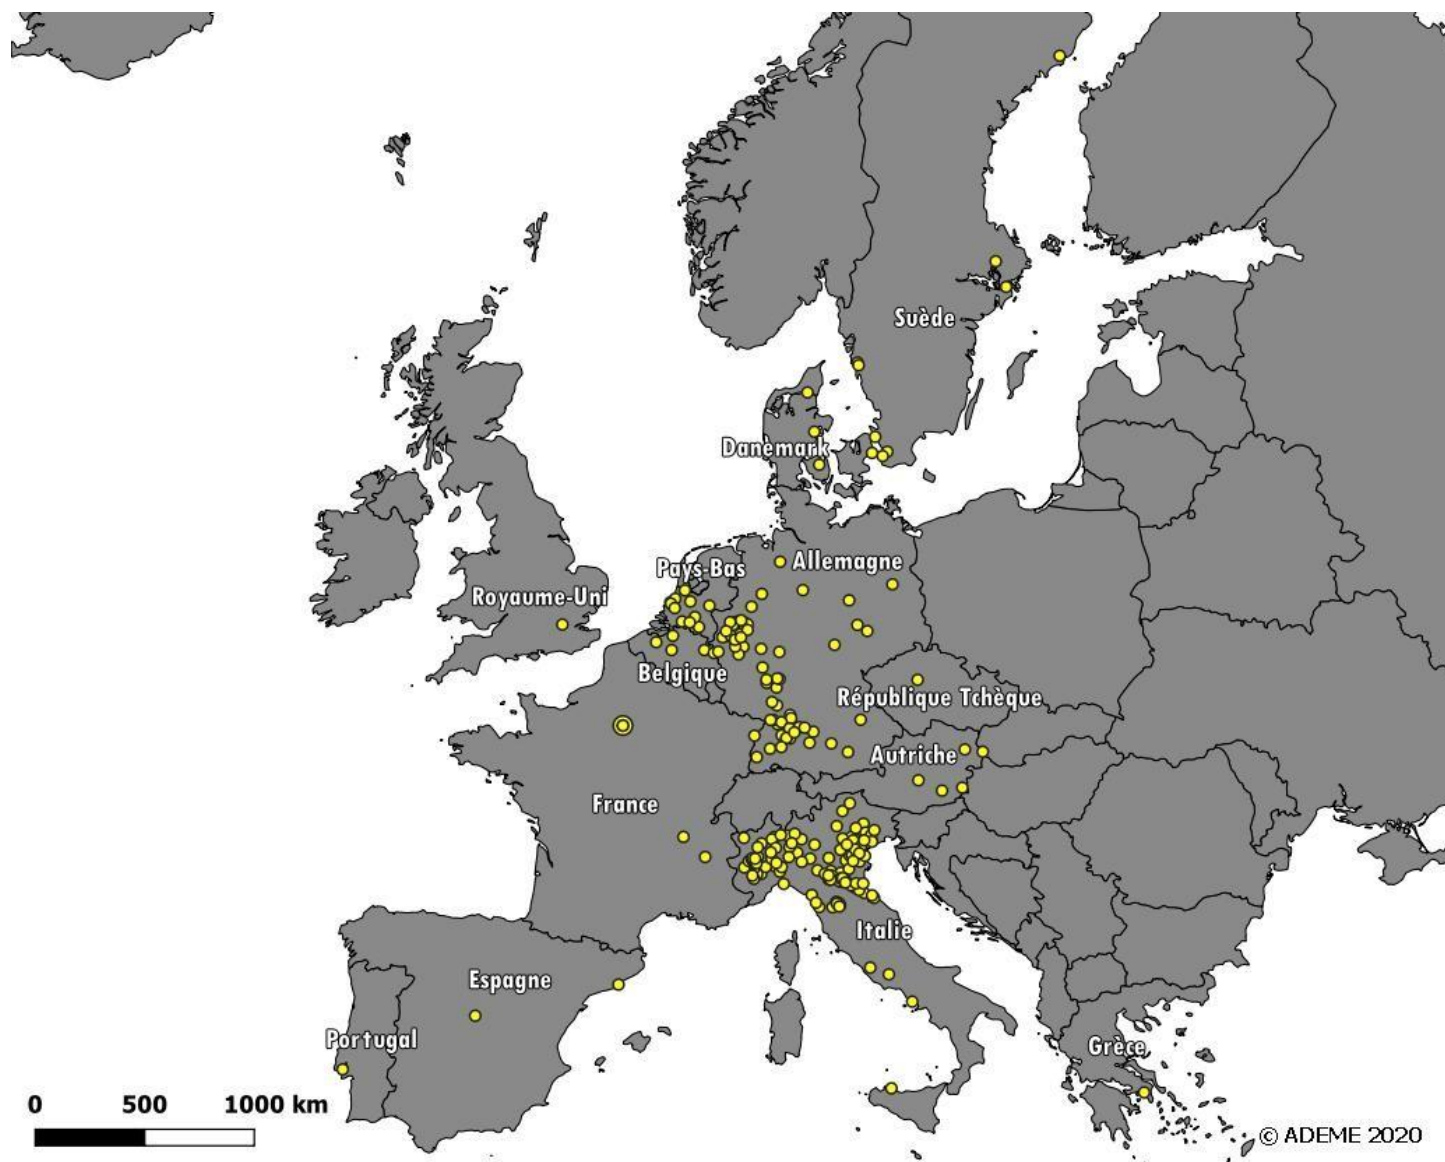 Suède
Danemark
Pays-Bas
Allemagne
Royaume-Uni
Belgique
République Tchèque
Autriche
France
Italie
Espagne
Portugal
Grèce
0 500 1000 km
© ADEME 2020